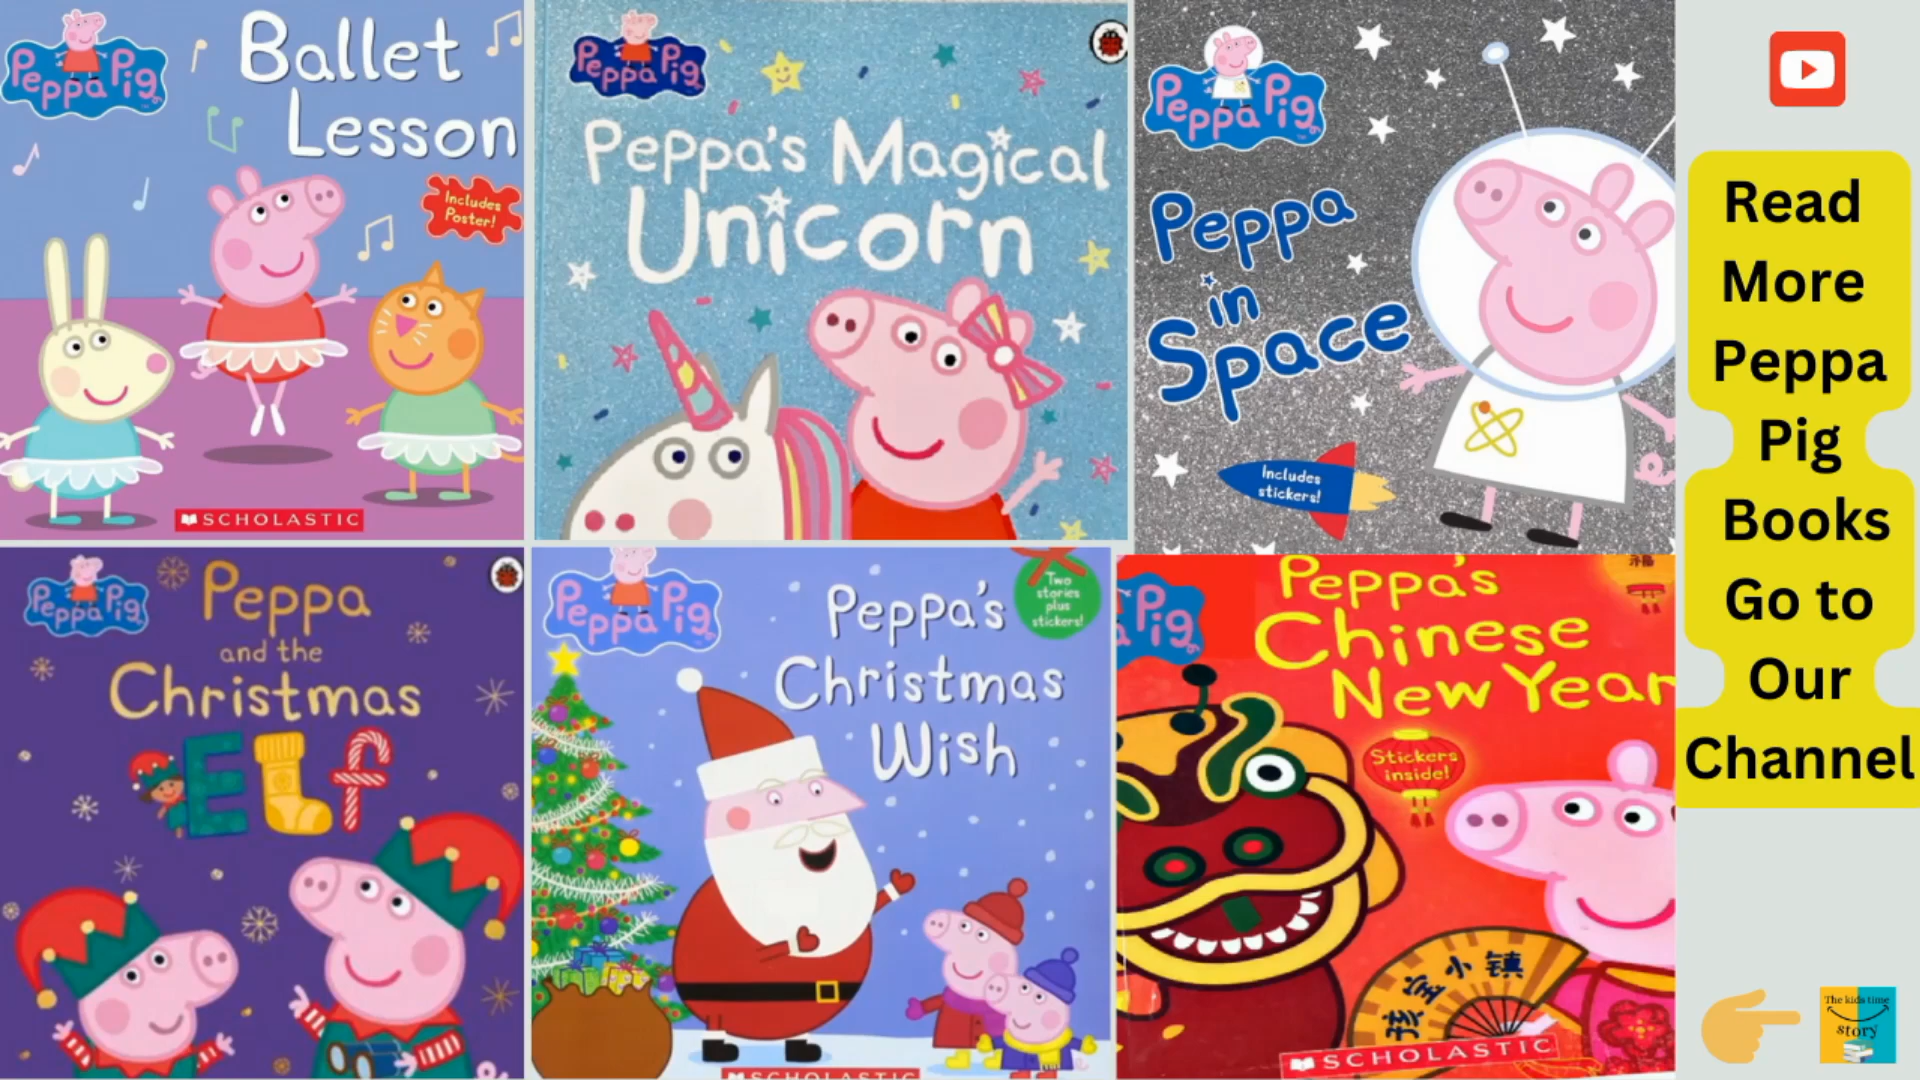 Peppa Pig
Ballet
Lesson
Includes
Poster!
SCHOLASTIC
Peppa Pig
Peppa's Magical
Unicorn
Peppa Pig
Peppa
in
Space
Includes
stickers!
Peppa Pig
Peppa
and the
Christmas
ELf
Peppa Pig
Peppa's
Christmas
Wish
Two
stories
plus
stickers!
SCHOLASTIC
Pig
Peppa's
Chinese
New Year
Stickers
inside!
小镇
SCHOLASTIC
Read
More
Peppa
Pig
Books
Go to
Our
Channel
The kids time
story